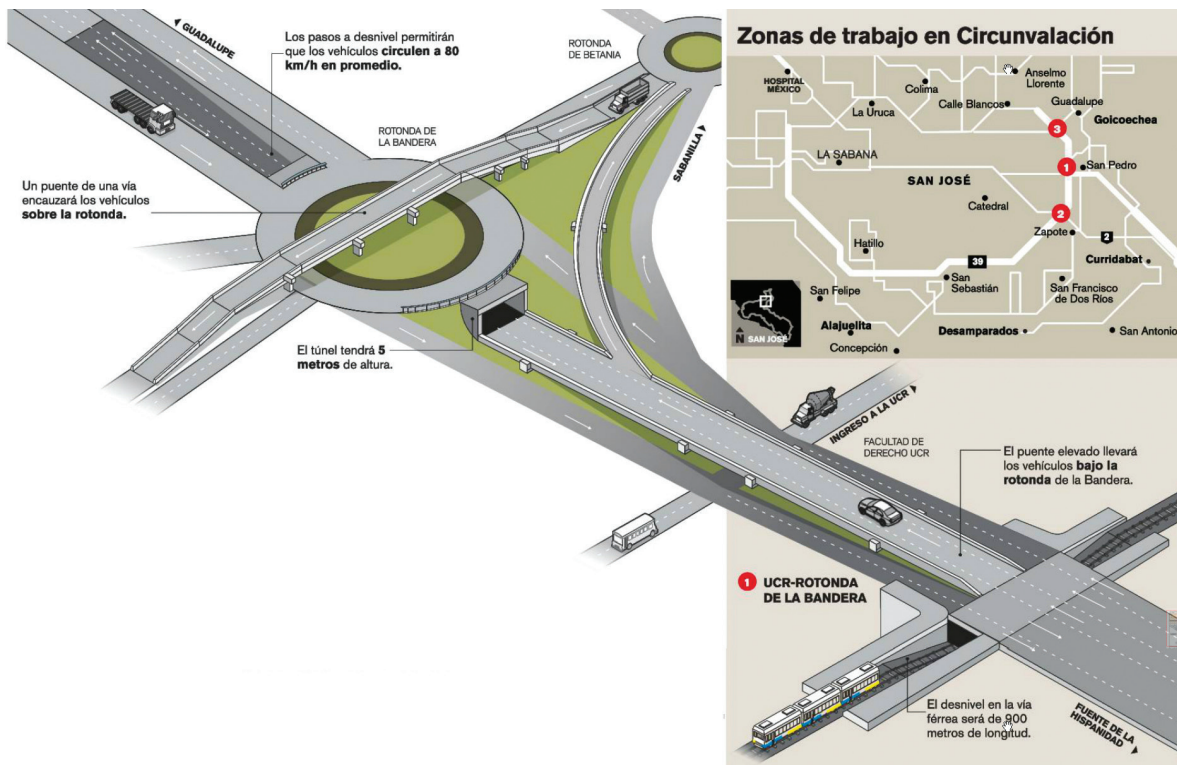 GUADALUPE
Los pasos a desnivel permitirán
que los vehículos circulen a 80
km/h en promedio.
ROTONDA
DE BETANIA
ROTONDA DE
LA BANDERA
SABANILLA
Un puente de una vía
encauzará los vehículos
sobre la rotonda.
El túnel tendrá 5
metros de altura.
Zonas de trabajo en Circunvalación
HOSPITAL
MÉXICO
Colima
Anselmo
Llorente
La Uruca
Calle Blancos
Guadalupe
Goicoechea
3
LA SABANA
1
San Pedro
SAN JOSÉ
Catedral
2
Zapote
2
Hatillo
39
Curridabat
San
Sebastián
San Felipe
San Francisco
de Dos Ríos
Alajuelita
Desamparados
San Antonio
Concepción
N SAN JOSÉ
INGRESO A LA UCR
FACULTAD DE
DERECHO UCR
El puente elevado llevará
los vehículos bajo la
rotonda de la Bandera.
1 UCR-ROTONDA
DE LA BANDERA
El desnivel en la vía
férrea será de 900
metros de longitud.
FUENTE DE LA
HISPANIDAD